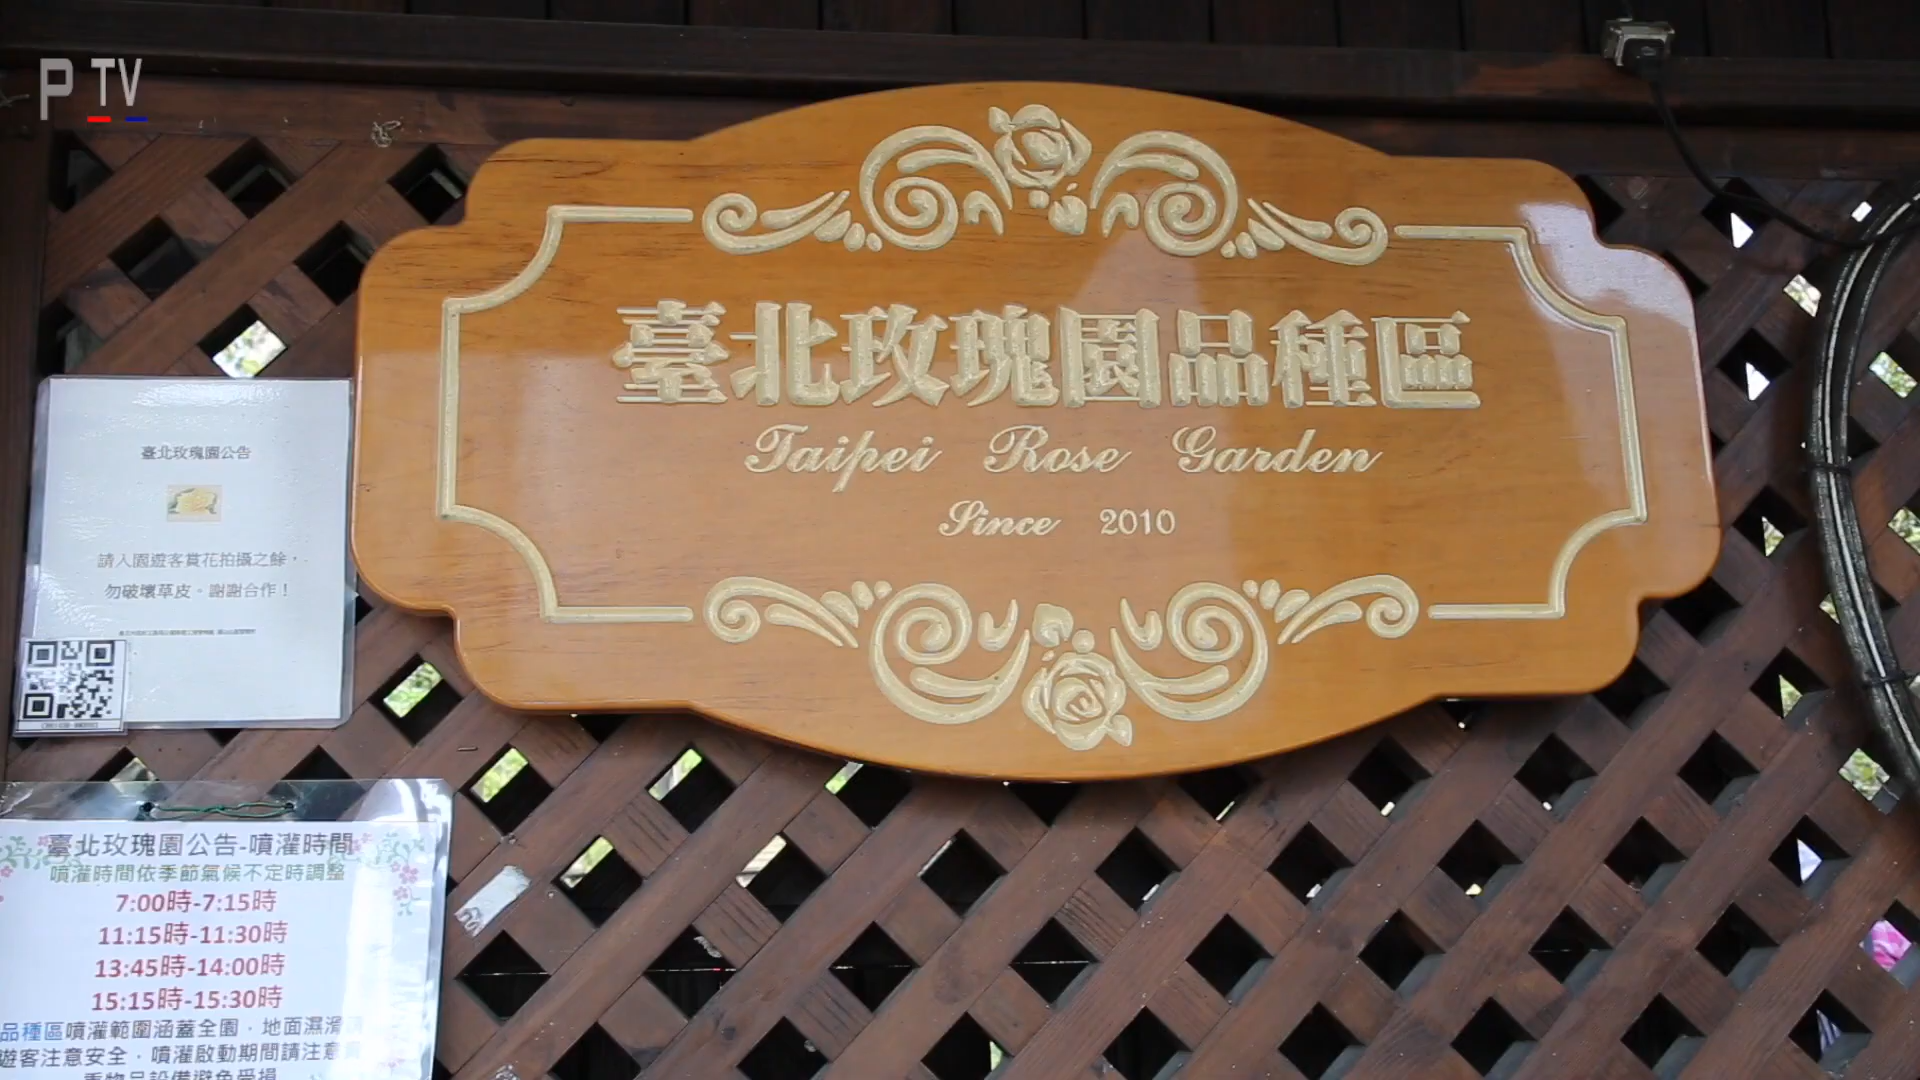 P TV
臺北玫瑰園品種區
Taipei Rose Garden
Since 2010
臺北玫瑰園公告
請入園遊客賞花拍攝之餘，
勿破壞草皮。謝謝合作！
臺北玫瑰園公告-噴灌時間
噴灌時間依季節氣候不定時調整
7:00時-7:15時
11:15時-11:30時
13:45時-14:00時
15:15時-15:30時
品種區噴灌範圍涵蓋全園，地面濕滑
遊客注意安全，噴灌啟動期間請注意